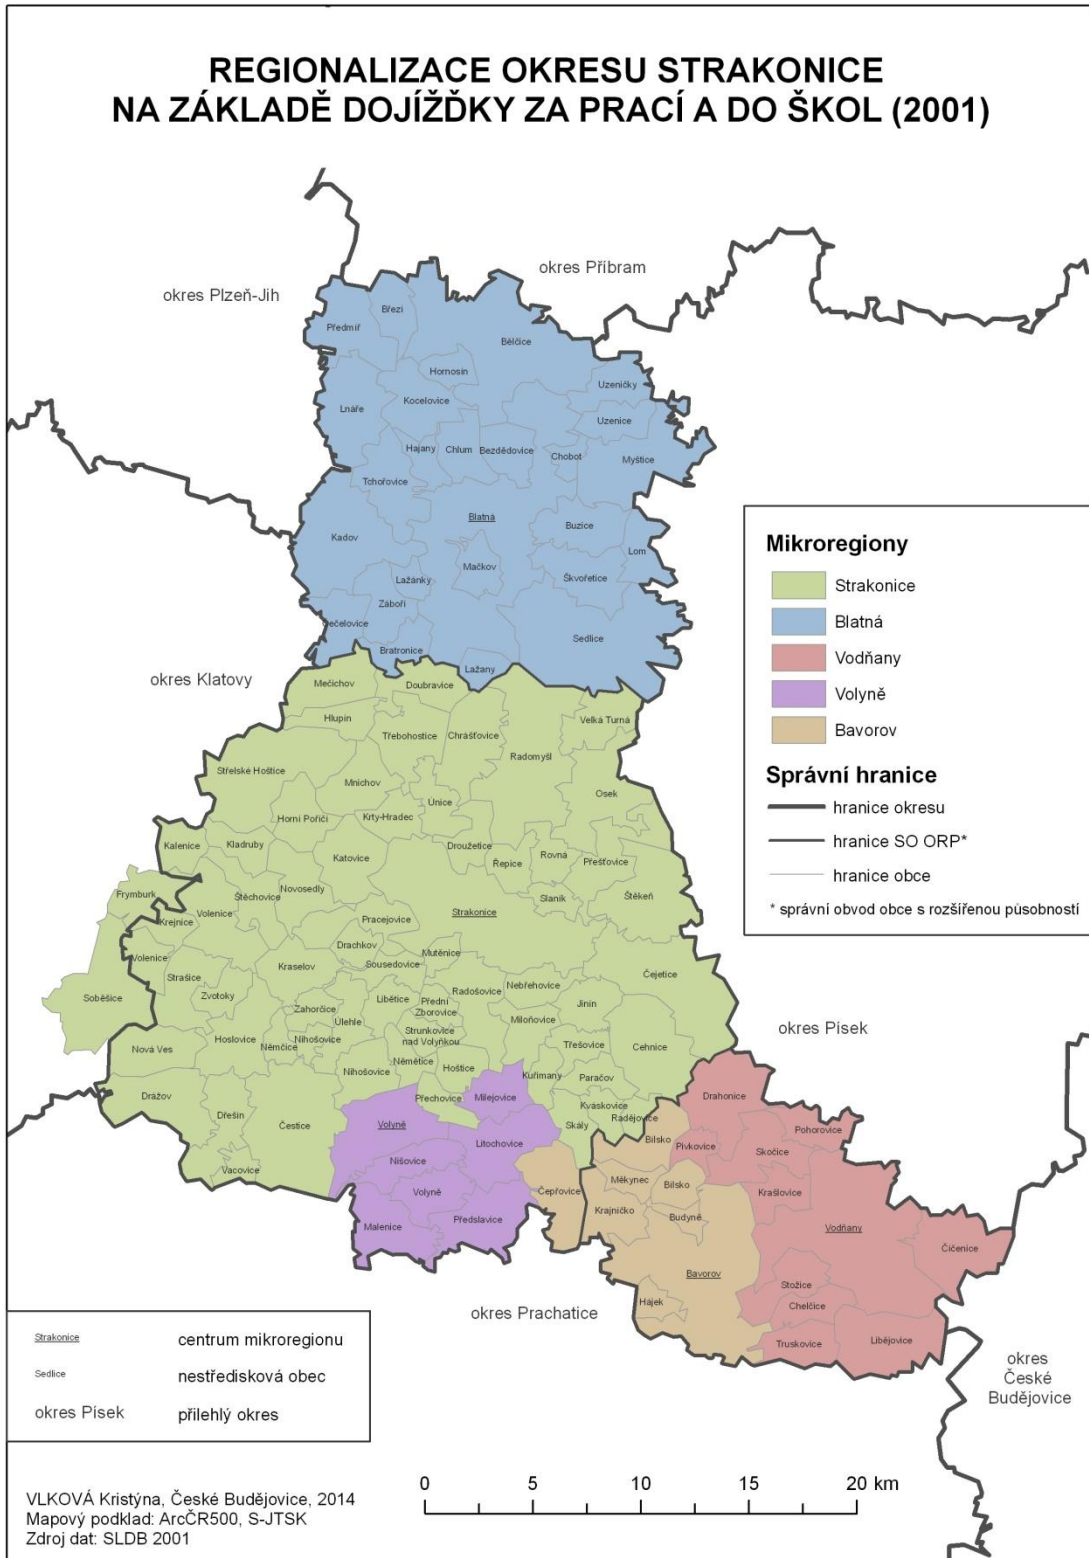 REGIONALIZACE OKRESU STRAKONICE
NA ZÁKLADĚ DOJÍŽĎKY ZA PRACÍ A DO ŠKOL (2001)
okres Příbram
okres Plzeň-Jih
Březí
Předmíř
Bělčice
Hornosín
Uzeničky
Kocelovice
Lnáře
Uzenice
Hajany
Chlum
Bezdědovice
Chobot
Myštice
Tchořovice
Blatná
Buzice
Kadov
Lom
Mačkov
Lažánky
Škvořetice
Záboří
Sedlice
Bratronice
Lažany
okres Klatovy
Mečichov
Doubravice
Hlupín
Velká Turná
Třebohostice
Chrášťovice
Radomyšl
Střelské Hoštice
Mnichov
Osek
Únice
Horní Poříčí
Krty-Hradec
Kalenice
Kladruby
Droužetice
Katovice
Řepice
Rovná
Přešťovice
Frymburk
Štěchovice
Novosedly
Slaník
Štěkeň
Krejnice
Volenice
Pracejovice
Strakonice
Volenice
Drachkov
Mutěnice
Strašice
Kraselov
Sousedovice
Čejetice
Soběšice
Zvotoky
Libětice
Přední
Zborovice
Radošovice
Nebřehovice
Jinín
Zahorčice
Úlehle
Miloňovice
Hoslovice
Němčice
Nihošovice
Strunkovice
nad Volyňkou
Třešovice
Cehnice
Nová Ves
Nihošovice
Němětice
Hoštice
Kuřimany
Paračov
Drážov
Přechovice
Milejovice
Kváskovice
Drahonice
Dřešín
Čestice
Volyně
Skály
Radějovice
Litochovice
Bílsko
Pivkovice
Pohorovice
Skočice
Nišovice
Vacovice
Volyně
Čepřovice
Měkynec
Bílsko
Krašlovice
Malenice
Předslavice
Krajníčko
Budyně
Vodňany
Čičenice
Bavorov
Stožice
Hájek
Chelčice
Truskovice
Libějovice
okres Písek
okres Prachatice
okres
České
Budějovice
Mikroregiony
Strakonice
Blatná
Vodňany
Volyně
Bavorov
Správní hranice
hranice okresu
hranice SO ORP*
hranice obce
* správní obvod obce s rozšířenou působností
Strakonice centrum mikroregionu
Sedlice nestředisková obec
okres Písek přilehlý okres
0 5 10 15 20 km
VLKOVÁ Kristýna, České Budějovice, 2014
Mapový podklad: ArcČR500, S-JTSK
Zdroj dat: SLDB 2001